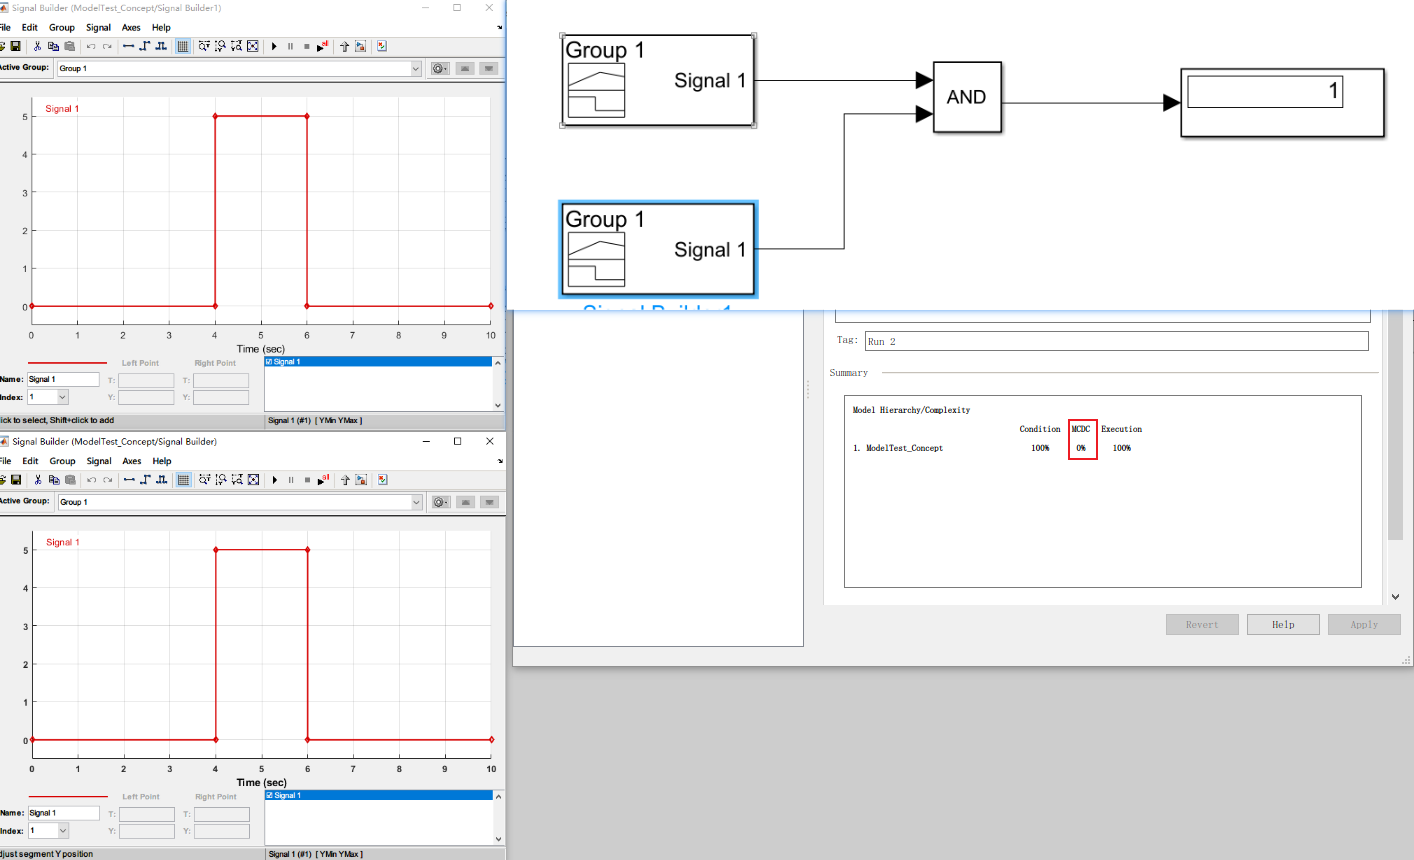 Signal Builder (ModelTest_Concept/Signal Builder1)
File Edit Group Signal Axes Help
Active Group: Group 1
Signal 1
5
4
3
2
1
0
0 1 2 3 4 5 6 7 8 9 10
Time (sec)
Left Point Right Point
Name: Signal 1 T: T:
Index: 1 Y: Y:
Signal 1
lick to select, Shift+click to add Signal 1 (#1) [ YMin YMax ]
Signal Builder (ModelTest_Concept/Signal Builder)
File Edit Group Signal Axes Help
Active Group: Group 1
Signal 1
5
4
3
2
1
0
0 1 2 3 4 5 6 7 8 9 10
Time (sec)
Left Point Right Point
Name: Signal 1 T: T:
Index: 1 Y: Y:
Signal 1
djust segment Y position Signal 1 (#1) [ YMin YMax ]
Group 1
Signal 1
AND
1
Group 1
Signal 1
Signal Builder1
Tag: Run 2
Summary
Model Hierarchy/Complexity
Condition MCDC Execution
1. ModelTest_Concept 100% 0% 100%
Revert Help Apply